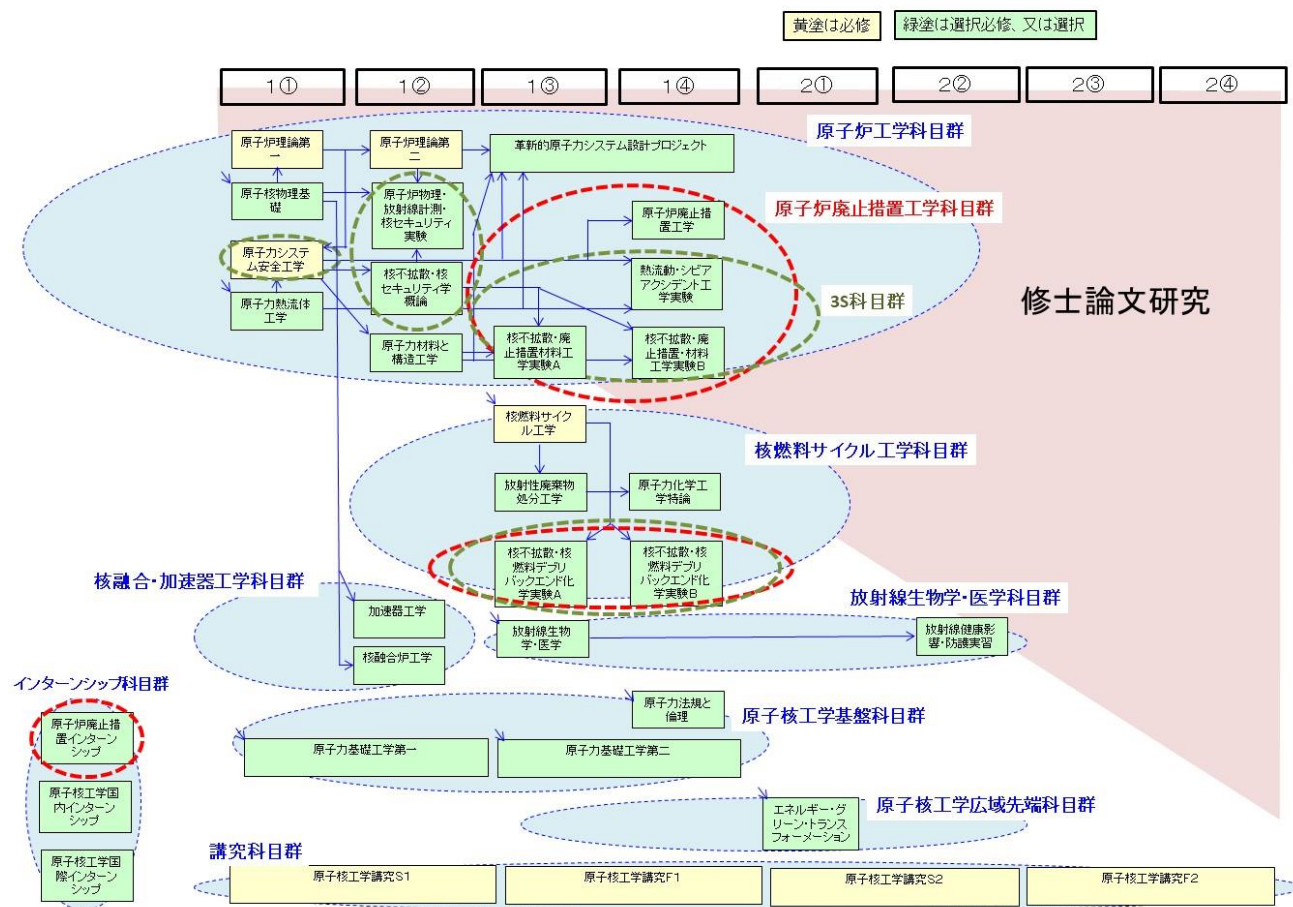 黄塗は必修
緑塗は選択必修、又は選択
1①
1②
1③
1④
2①
2②
2③
2④
原子炉工学科目群
原子炉理論第
一
原子炉理論第
二
革新的原子力システム設計プロジェクト
原子核物理基
礎
原子炉物理・
放射線計測・
核セキュリティ
実験
原子炉廃止措
置工学
原子炉廃止措置工学科目群
原子力システ
ム安全工学
核不拡散・核
セキュリティ学
概論
熱流動・シビア
アクシデント工
学実験
3S科目群
原子力熱流体
工学
修士論文研究
原子力材料と
構造工学
核不拡散・廃
止措置材料工
学実験A
核不拡散・廃
止措置・材料
工学実験B
核燃料サイク
ル工学
核燃料サイクル工学科目群
放射性廃棄物
処分工学
原子力化学工
学特論
核不拡散・核
燃料デブリ
バックエンド化
学実験A
核不拡散・核
燃料デブリ
バックエンド化
学実験B
核融合・加速器工学科目群
放射線生物学・医学科目群
加速器工学
放射線生物
学・医学
放射線健康影
響・防護実習
核融合炉工学
インターンシップ科目群
原子炉廃止措
置インターン
シップ
原子力法規と
倫理
原子核工学基盤科目群
原子力基礎工学第一
原子力基礎工学第二
原子核工学国
内インターン
シップ
エネルギー・グ
リーン・トランス
フォーメーション
原子核工学広域先端科目群
講究科目群
原子核工学国
際インターン
シップ
原子核工学講究S1
原子核工学講究F1
原子核工学講究S2
原子核工学講究F2